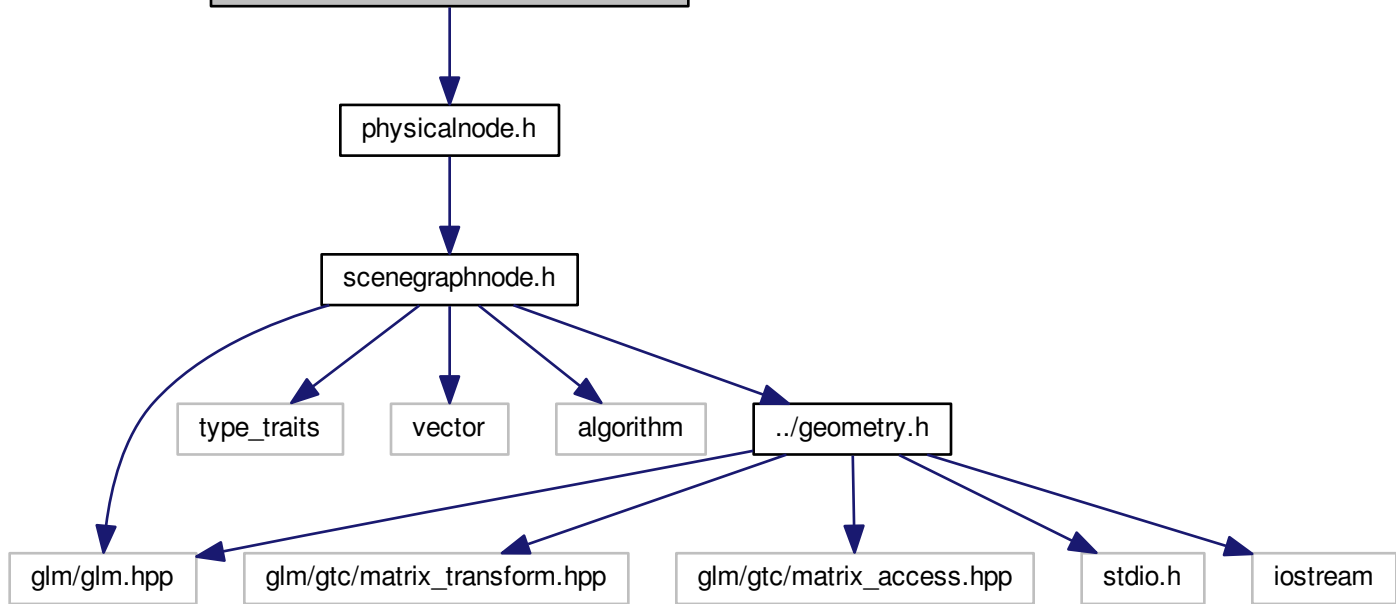 physicalnode.h
scenegraphnode.h
type_traits
vector
algorithm
../geometry.h
glm/glm.hpp
glm/gtc/matrix_transform.hpp
glm/gtc/matrix_access.hpp
stdio.h
iostream